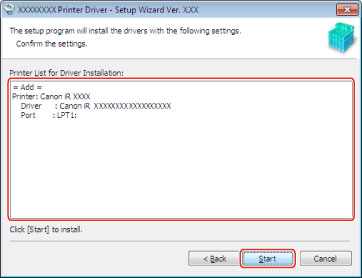 XXXXXXXX Printer Driver - Setup Wizard Ver. XXX
The setup program will install the drivers with the following settings.
Confirm the settings.
Printer List for Driver Installation:
= Add =
Printer: Canon iR XXXX
Driver : Canon iR XXXXXXXXXXXXXXXXX
Port : LPT1:
Click [Start] to install.
< Back
Start
Cancel